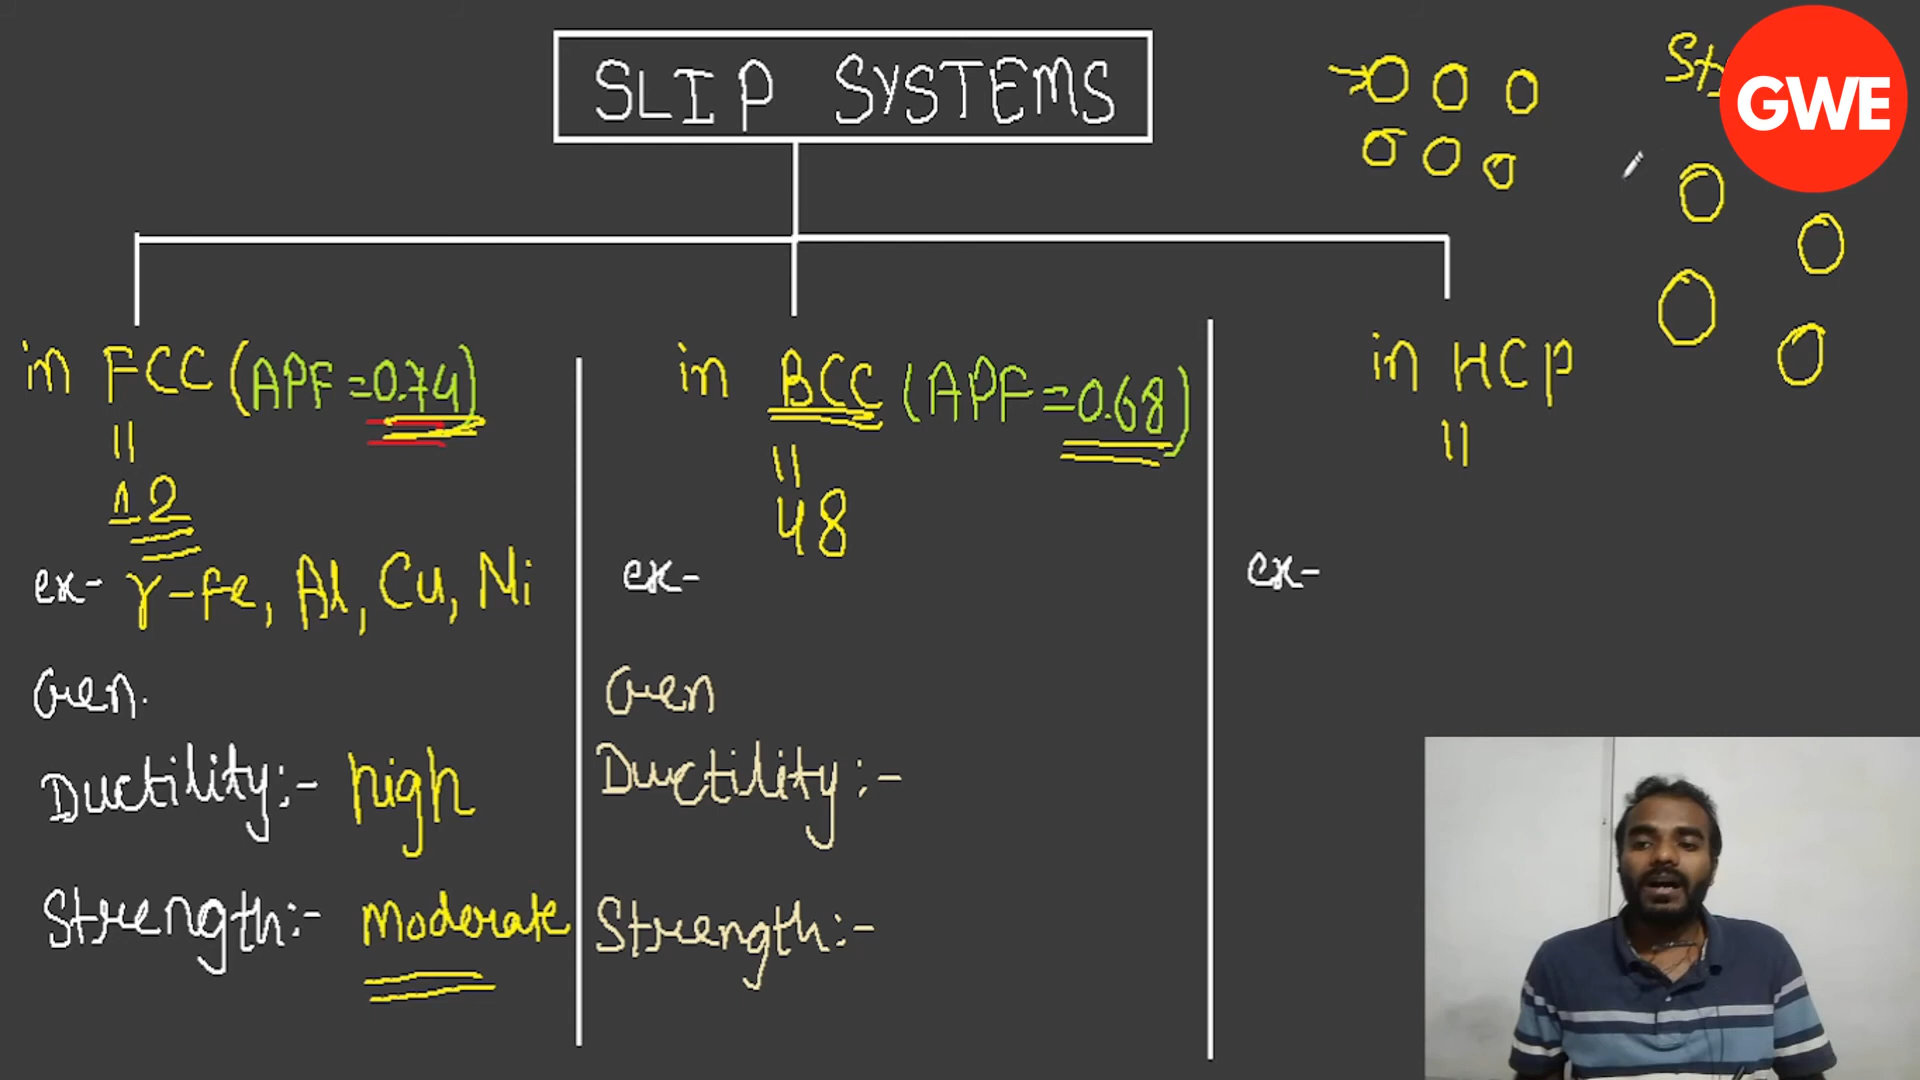 SLIP SYSTEMS
GWE
in FCC (APF = 0.74)
12
ex- γ-Fe, Al, Cu, Ni
Gen.
Ductility:- high
Strength:- Moderate
in BCC (APF = 0.68)
48
ex-
Gen
Ductility:-
Strength:-
in HCP
ex-